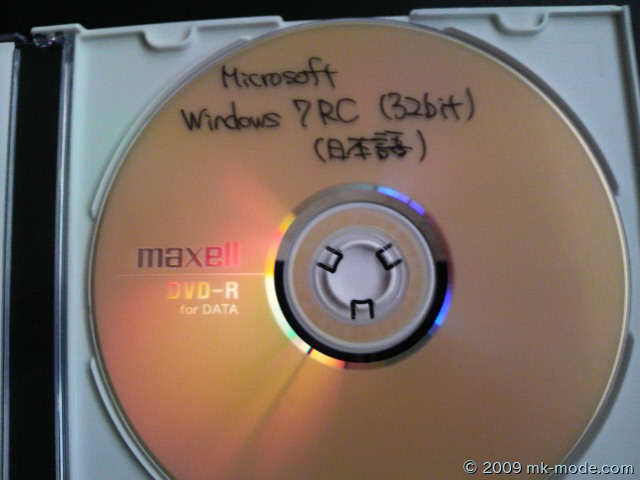 Microsoft
Windows 7 RC (32bit)
(日本語)
maxell
DVD-R
for DATA
© 2009 mk-mode.com